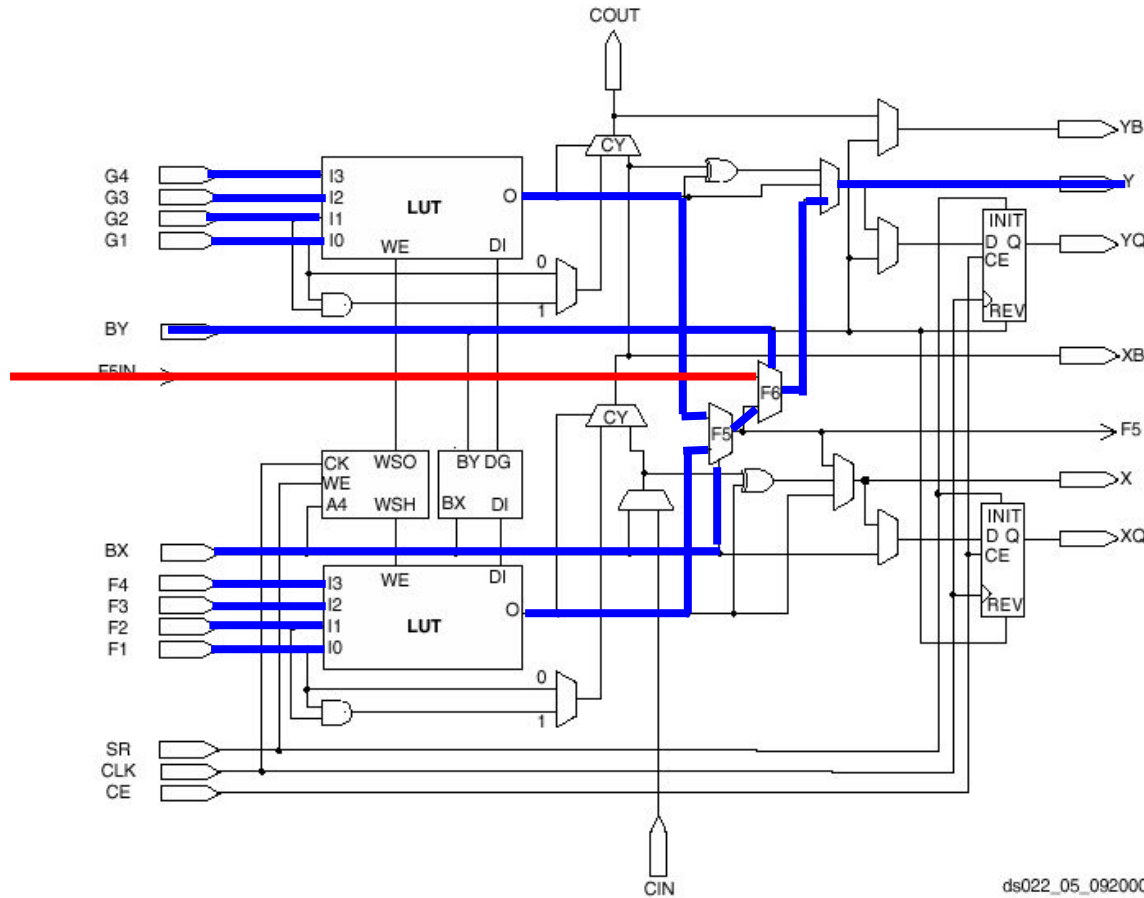 COUT
YB
G4
G3
G2
G1
I3
I2
I1
I0
LUT
O
WE
DI
CY
Y
INIT
D Q
CE
REV
YQ
0
1
BY
F5IN
XB
F6
CY
F5
F5
CK
WE
A4
WSO
WSH
BY DG
BX
DI
X
INIT
D Q
CE
REV
XQ
BX
F4
F3
F2
F1
I3
I2
I1
I0
WE
DI
LUT
O
0
1
SR
CLK
CE
CIN
ds022_05_092000